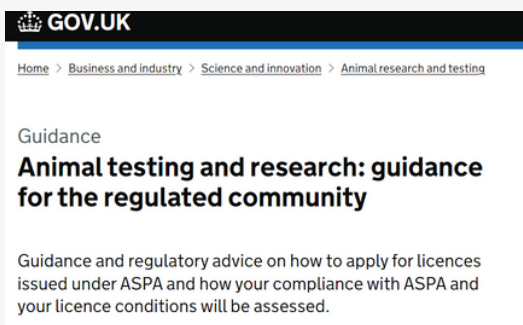 GOV.UK
Home > Business and industry > Science and innovation > Animal research and testing
Guidance
Animal testing and research: guidance
for the regulated community
Guidance and regulatory advice on how to apply for licences
issued under ASPA and how your compliance with ASPA and
your licence conditions will be assessed.